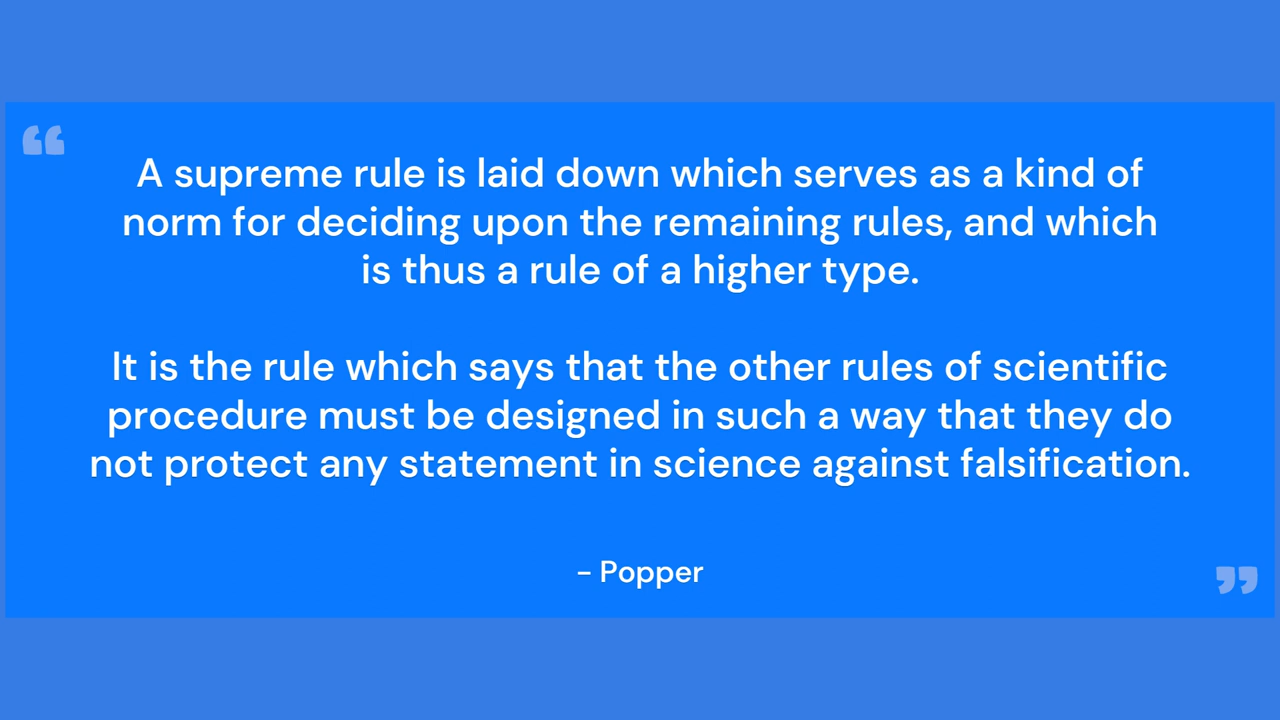 “
A supreme rule is laid down which serves as a kind of
norm for deciding upon the remaining rules, and which
is thus a rule of a higher type.
It is the rule which says that the other rules of scientific
procedure must be designed in such a way that they do
not protect any statement in science against falsification.
– Popper
”